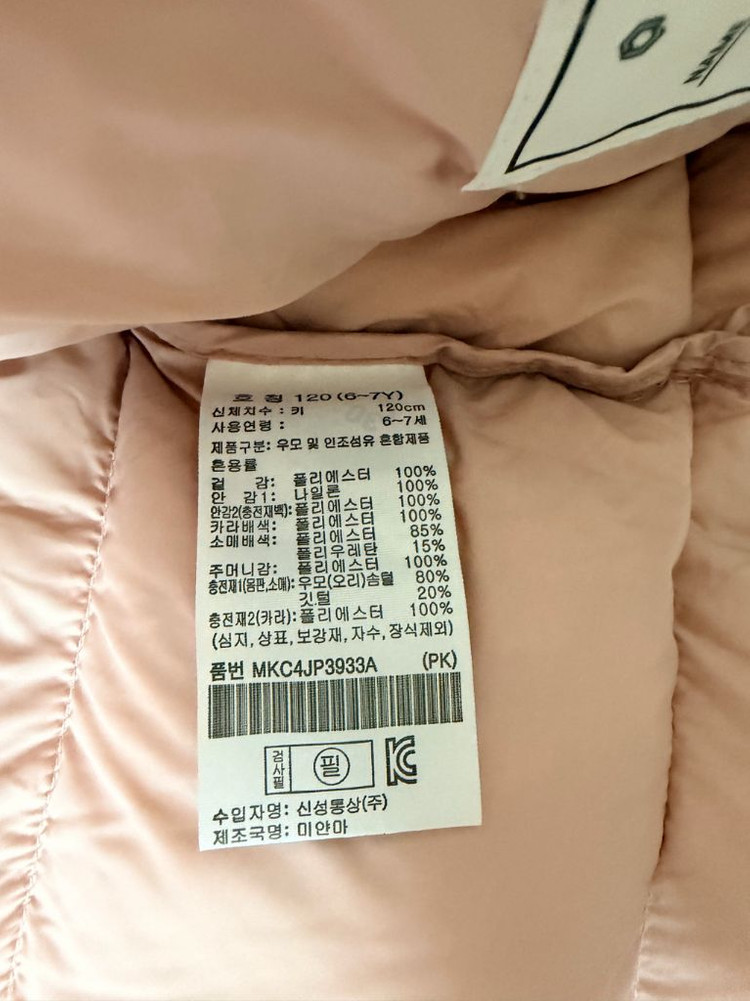 NAME
호 칭 120(6~7Y)
신체치수 : 키 120cm
사용연령 : 6~7세
제품구분: 우모 및 인조섬유 혼합제품
혼용률
겉 감: 폴리에스터 100%
안 감1: 나일론 100%
안감2(충전재백): 폴리에스터 100%
카라배색: 폴리에스터 100%
소매배색: 폴리에스터 85%
폴리우레탄 15%
주머니감: 폴리에스터 100%
충전재1(몸판,소매): 우모(오리)솜털 80%
깃털 20%
충전재2(카라): 폴리에스터 100%
(심지, 상표, 보강재, 자수, 장식제외)
품번 MKC4JP3933A (PK)
검사필 필 KC
수입자명: 신성통상(주)
제조국명: 미얀마